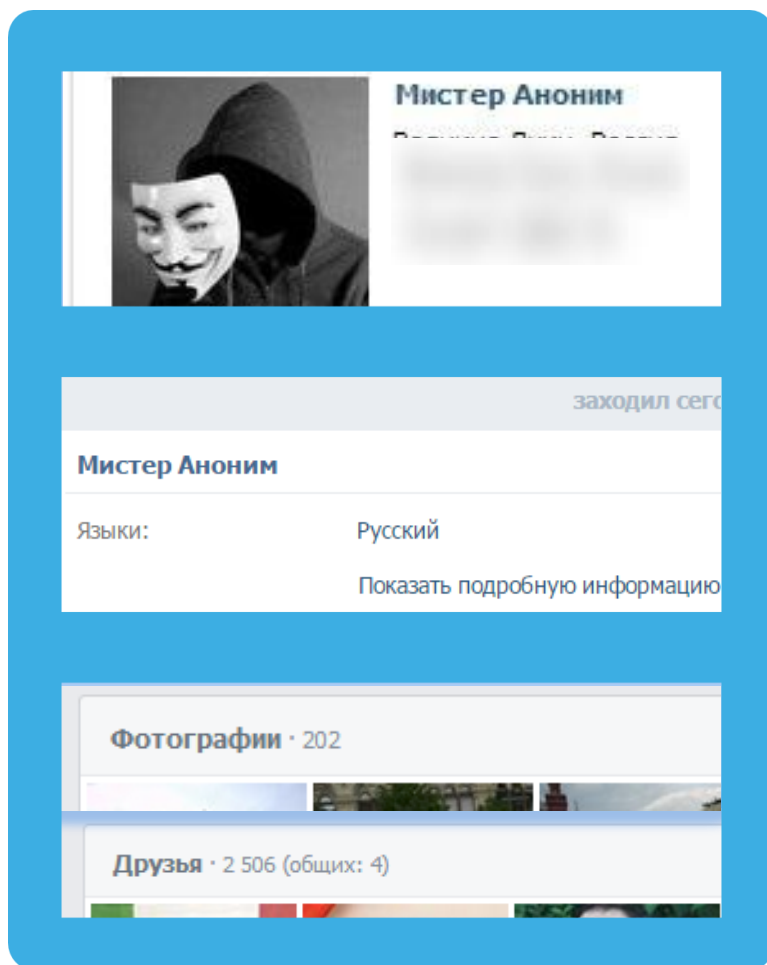 Мистер Аноним
заходил сего
Мистер Аноним
Языки: Русский
Показать подробную информацию
Фотографии · 202
Друзья · 2 506 (общих: 4)